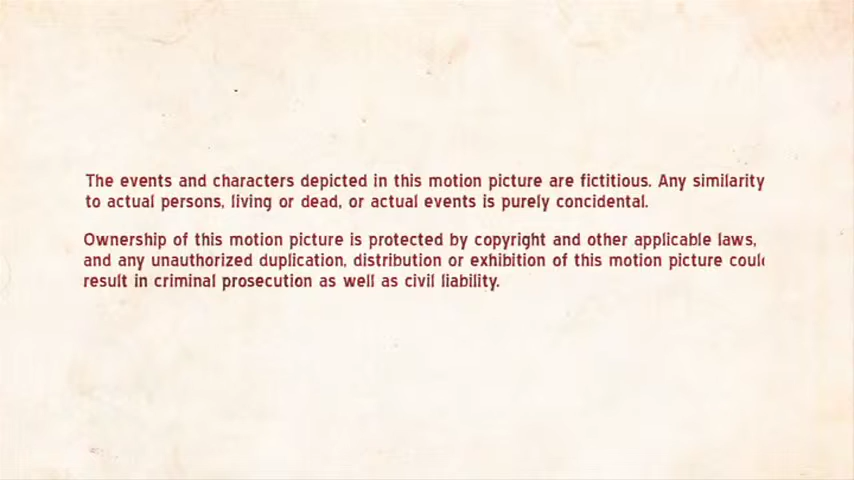 The events and characters depicted in this motion picture are fictitious. Any similarity
to actual persons, living or dead, or actual events is purely concidental.
Ownership of this motion picture is protected by copyright and other applicable laws,
and any unauthorized duplication, distribution or exhibition of this motion picture
result in criminal prosecution as well as civil liability.